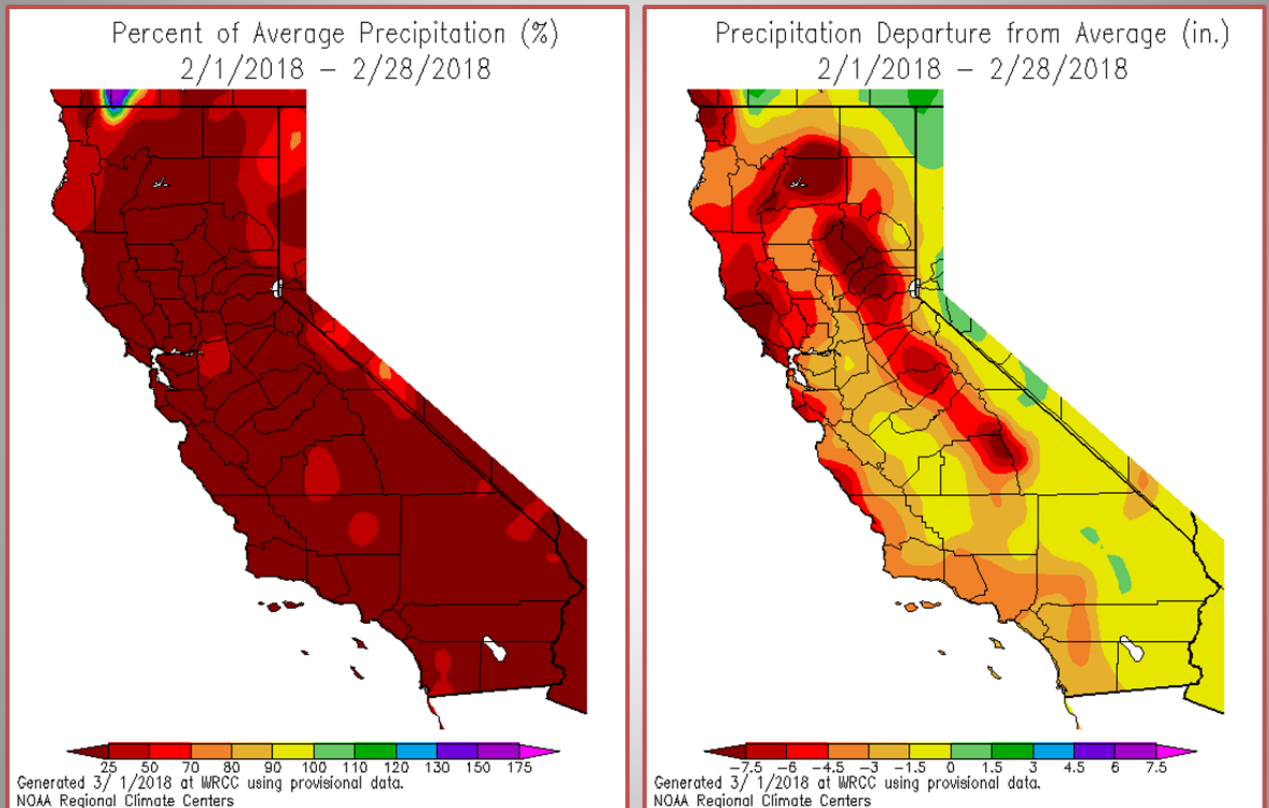 Percent of Average Precipitation (%)
2/1/2018 – 2/28/2018
25 50 70 80 90 100 110 120 130 150 175
Generated 3/ 1/2018 at WRCC using provisional data.
NOAA Regional Climate Centers
Precipitation Departure from Average (in.)
2/1/2018 – 2/28/2018
-7.5 -6 -4.5 -3 -1.5 0 1.5 3 4.5 6 7.5
Generated 3/ 1/2018 at WRCC using provisional data.
NOAA Regional Climate Centers